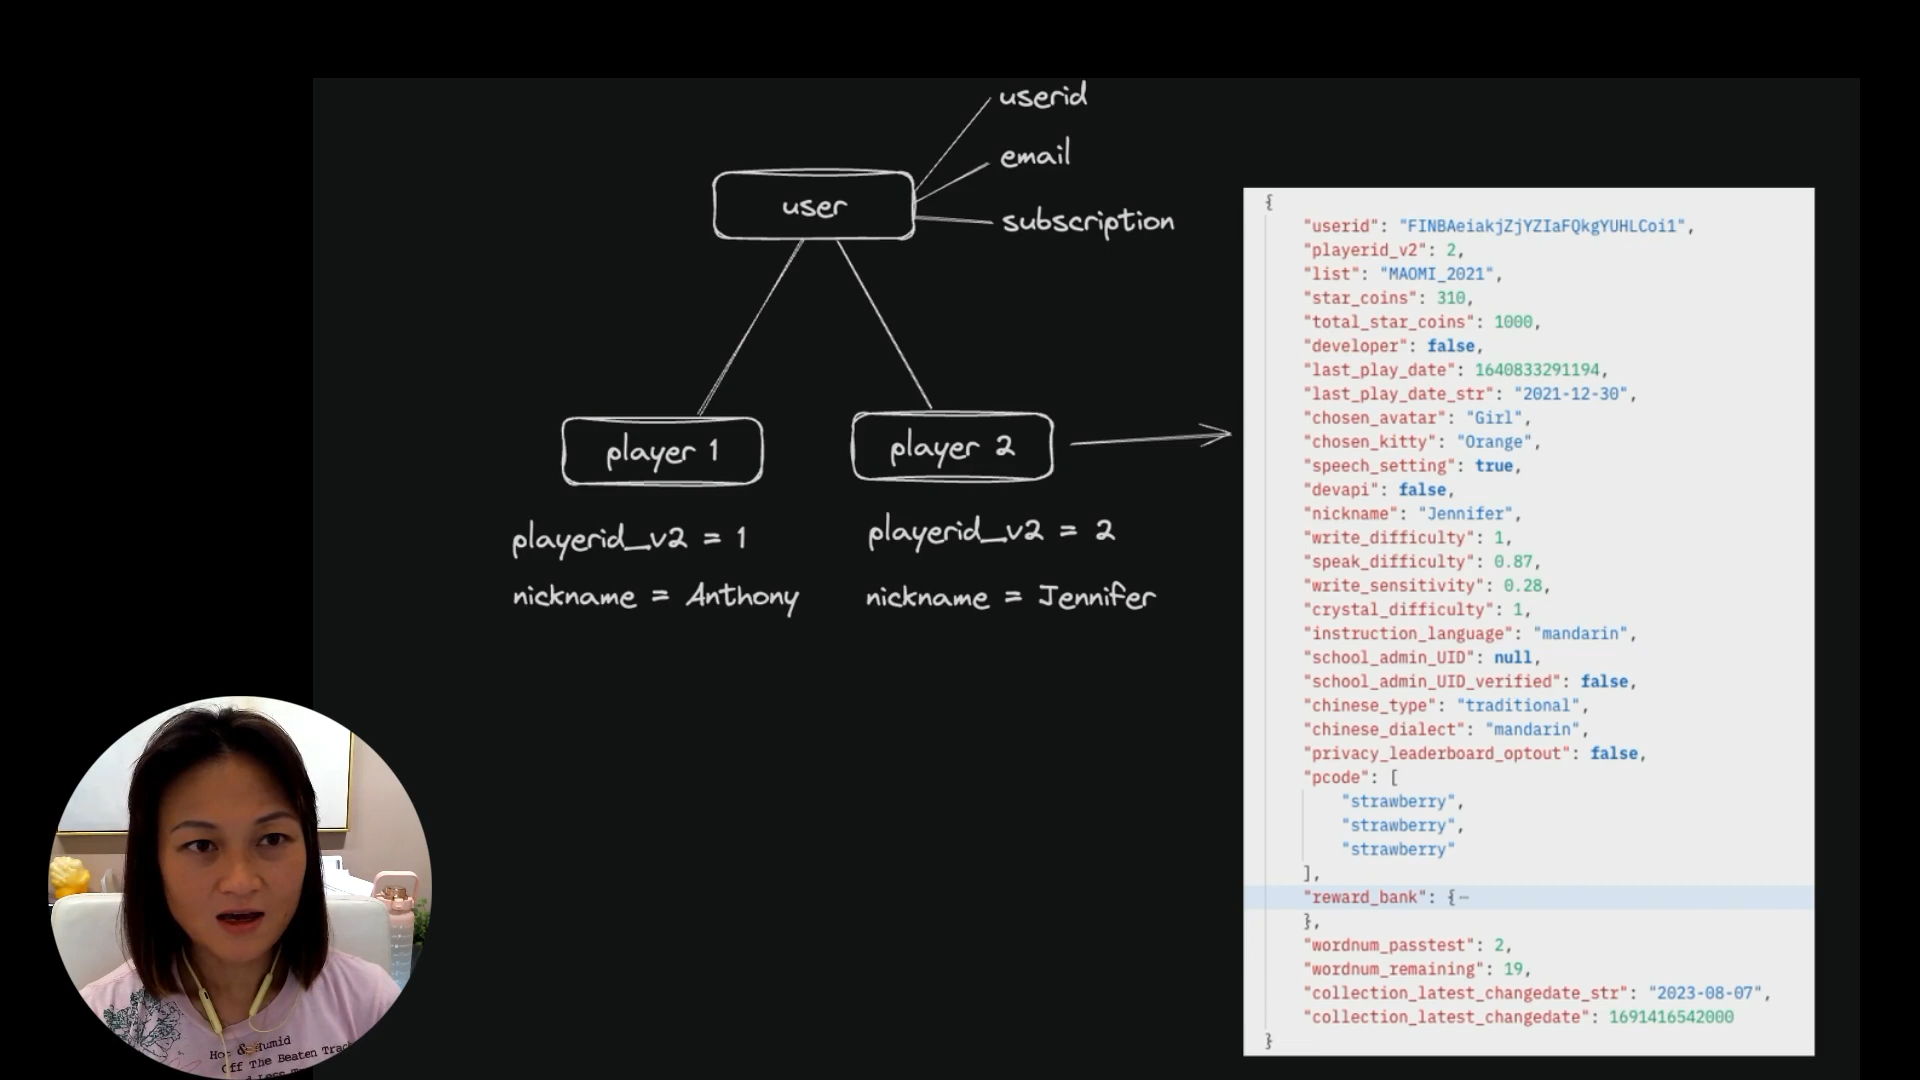 userid
email
user
subscription
player 1
player 2
playerid_v2 = 1
playerid_v2 = 2
nickname = Anthony
nickname = Jennifer
{
"userid": "FINBAeiakjZjYZIaFQkgYUHLCoi1",
"playerid_v2": 2,
"list": "MAOMI_2021",
"star_coins": 310,
"total_star_coins": 1000,
"developer": false,
"last_play_date": 1640833291194,
"last_play_date_str": "2021-12-30",
"chosen_avatar": "Girl",
"chosen_kitty": "Orange",
"speech_setting": true,
"devapi": false,
"nickname": "Jennifer",
"write_difficulty": 1,
"speak_difficulty": 0.87,
"write_sensitivity": 0.28,
"crystal_difficulty": 1,
"instruction_language": "mandarin",
"school_admin_UID": null,
"school_admin_UID_verified": false,
"chinese_type": "traditional",
"chinese_dialect": "mandarin",
"privacy_leaderboard_optout": false,
"pcode": [
"strawberry",
"strawberry",
"strawberry"
],
"reward_bank": {⋯
},
"wordnum_passtest": 2,
"wordnum_remaining": 19,
"collection_latest_changedate_str": "2023-08-07",
"collection_latest_changedate": 1691416542000
}
Off The Beaten